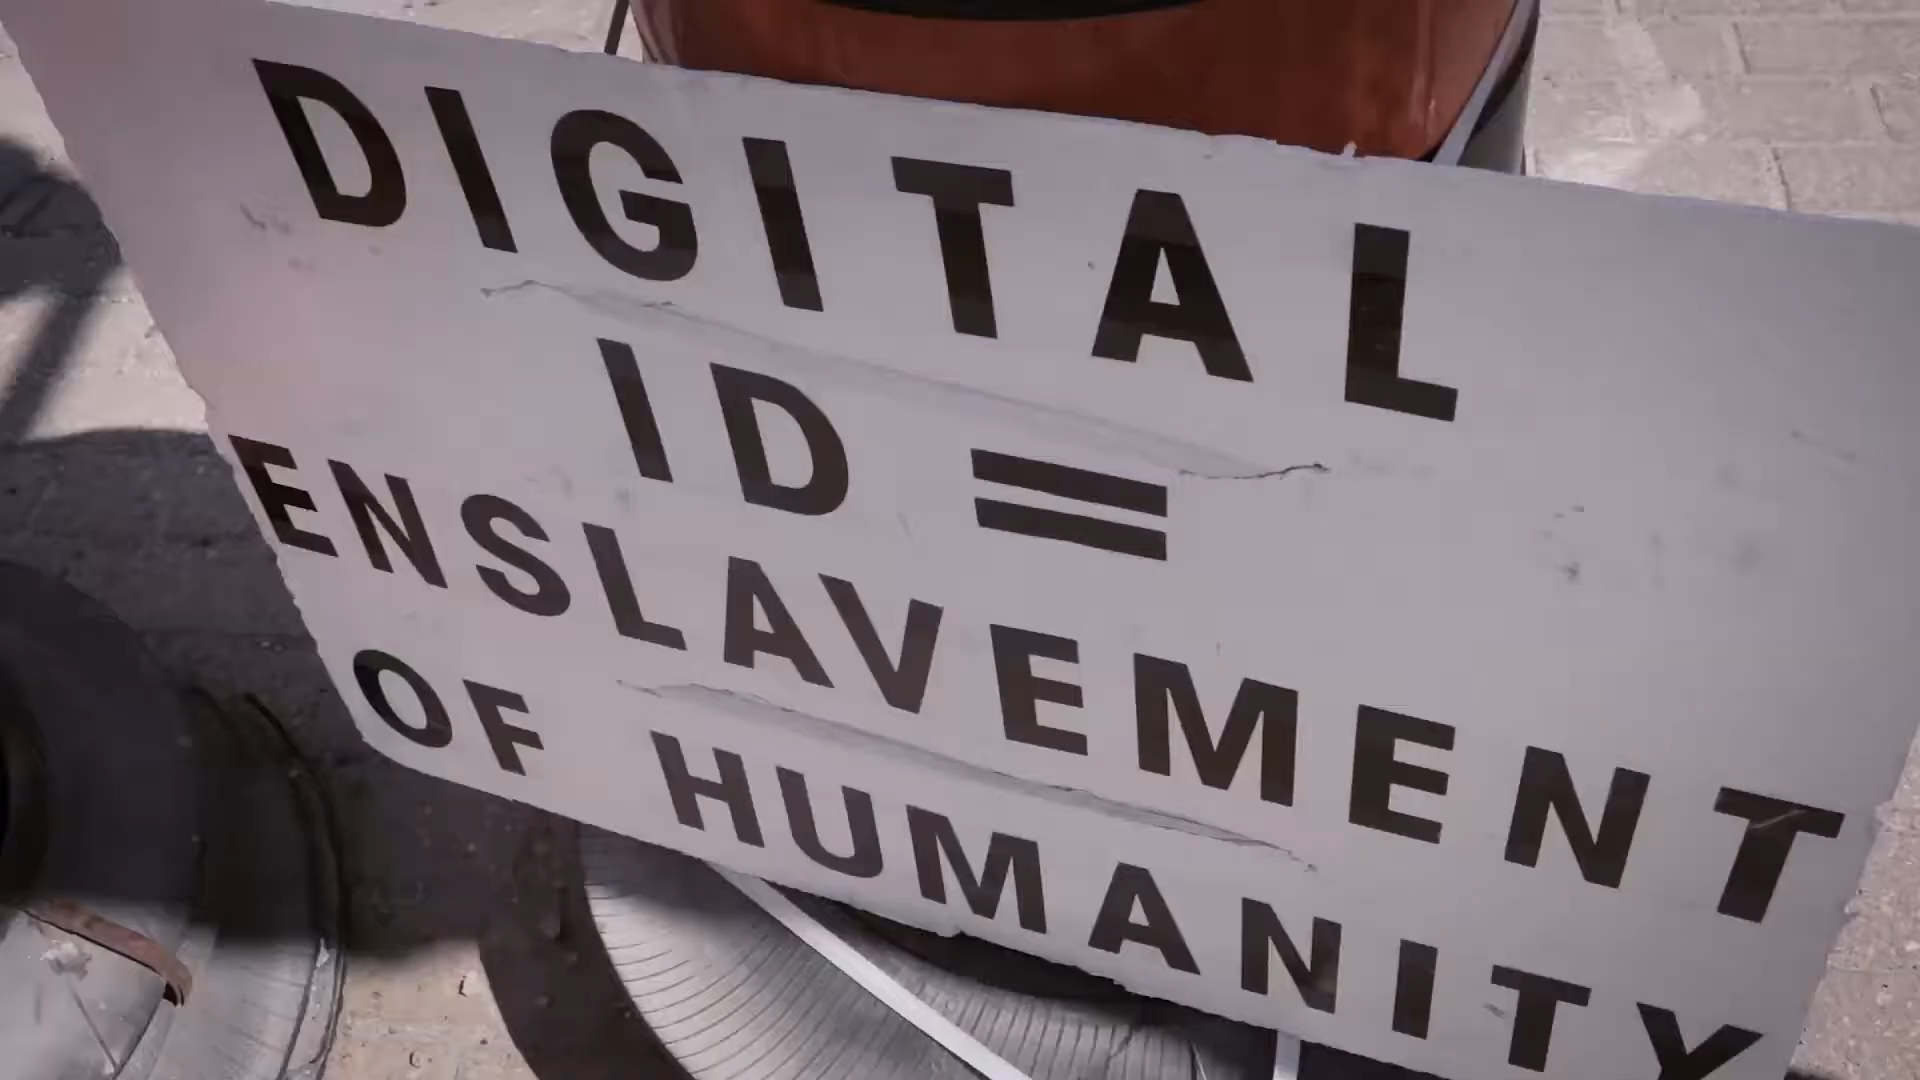 DIGITAL
ID =
ENSLAVEMENT
OF HUMANITY